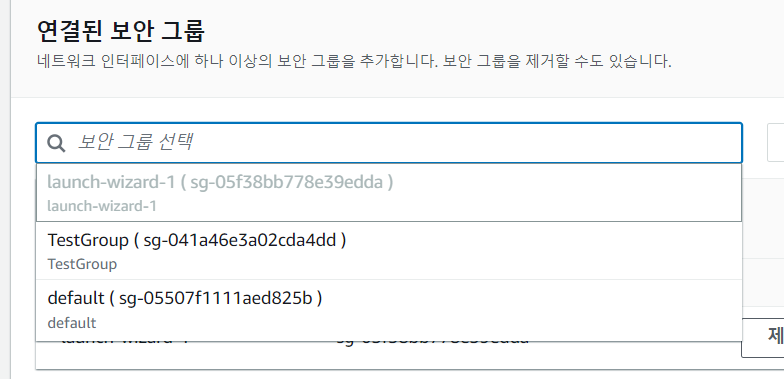 연결된 보안 그룹
네트워크 인터페이스에 하나 이상의 보안 그룹을 추가합니다. 보안 그룹을 제거할 수도 있습니다.
보안 그룹 선택
launch-wizard-1 ( sg-05f38bb778e39edda )
launch-wizard-1
TestGroup ( sg-041a46e3a02cda4dd )
TestGroup
default ( sg-05507f1111aed825b )
default